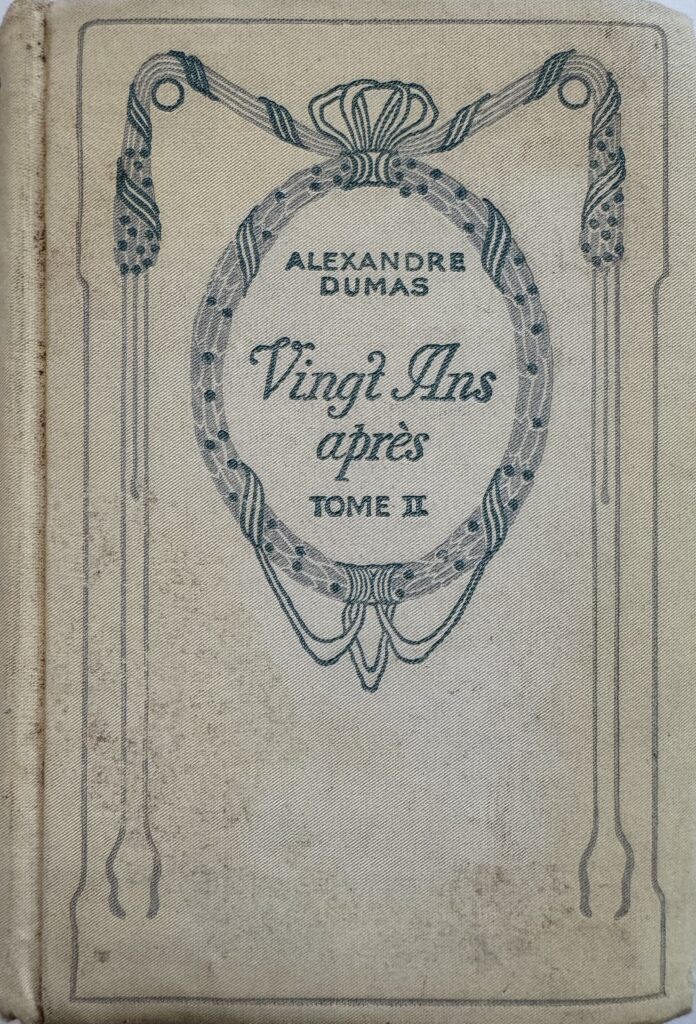 ALEXANDRE
DUMAS
Vingt Ans
après
TOME II